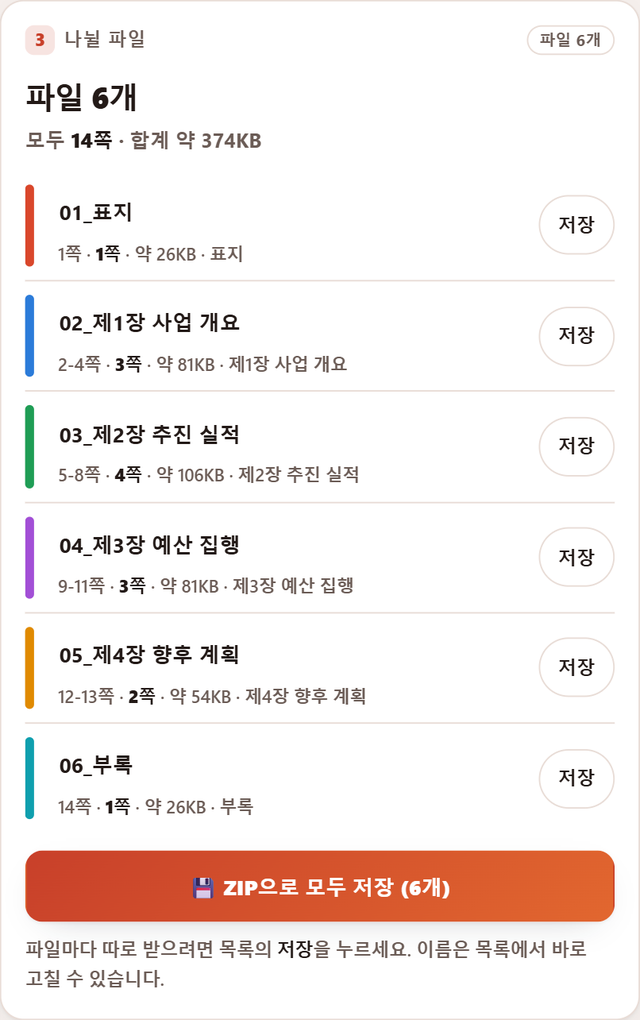 3 나뉠 파일
파일 6개
파일 6개
모두 14쪽 · 합계 약 374KB
01_표지
1쪽 · 1쪽 · 약 26KB · 표지
저장
02_제1장 사업 개요
2-4쪽 · 3쪽 · 약 81KB · 제1장 사업 개요
저장
03_제2장 추진 실적
5-8쪽 · 4쪽 · 약 106KB · 제2장 추진 실적
저장
04_제3장 예산 집행
9-11쪽 · 3쪽 · 약 81KB · 제3장 예산 집행
저장
05_제4장 향후 계획
12-13쪽 · 2쪽 · 약 54KB · 제4장 향후 계획
저장
06_부록
14쪽 · 1쪽 · 약 26KB · 부록
저장
💾 ZIP으로 모두 저장 (6개)
파일마다 따로 받으려면 목록의 저장을 누르세요. 이름은 목록에서 바로
고칠 수 있습니다.